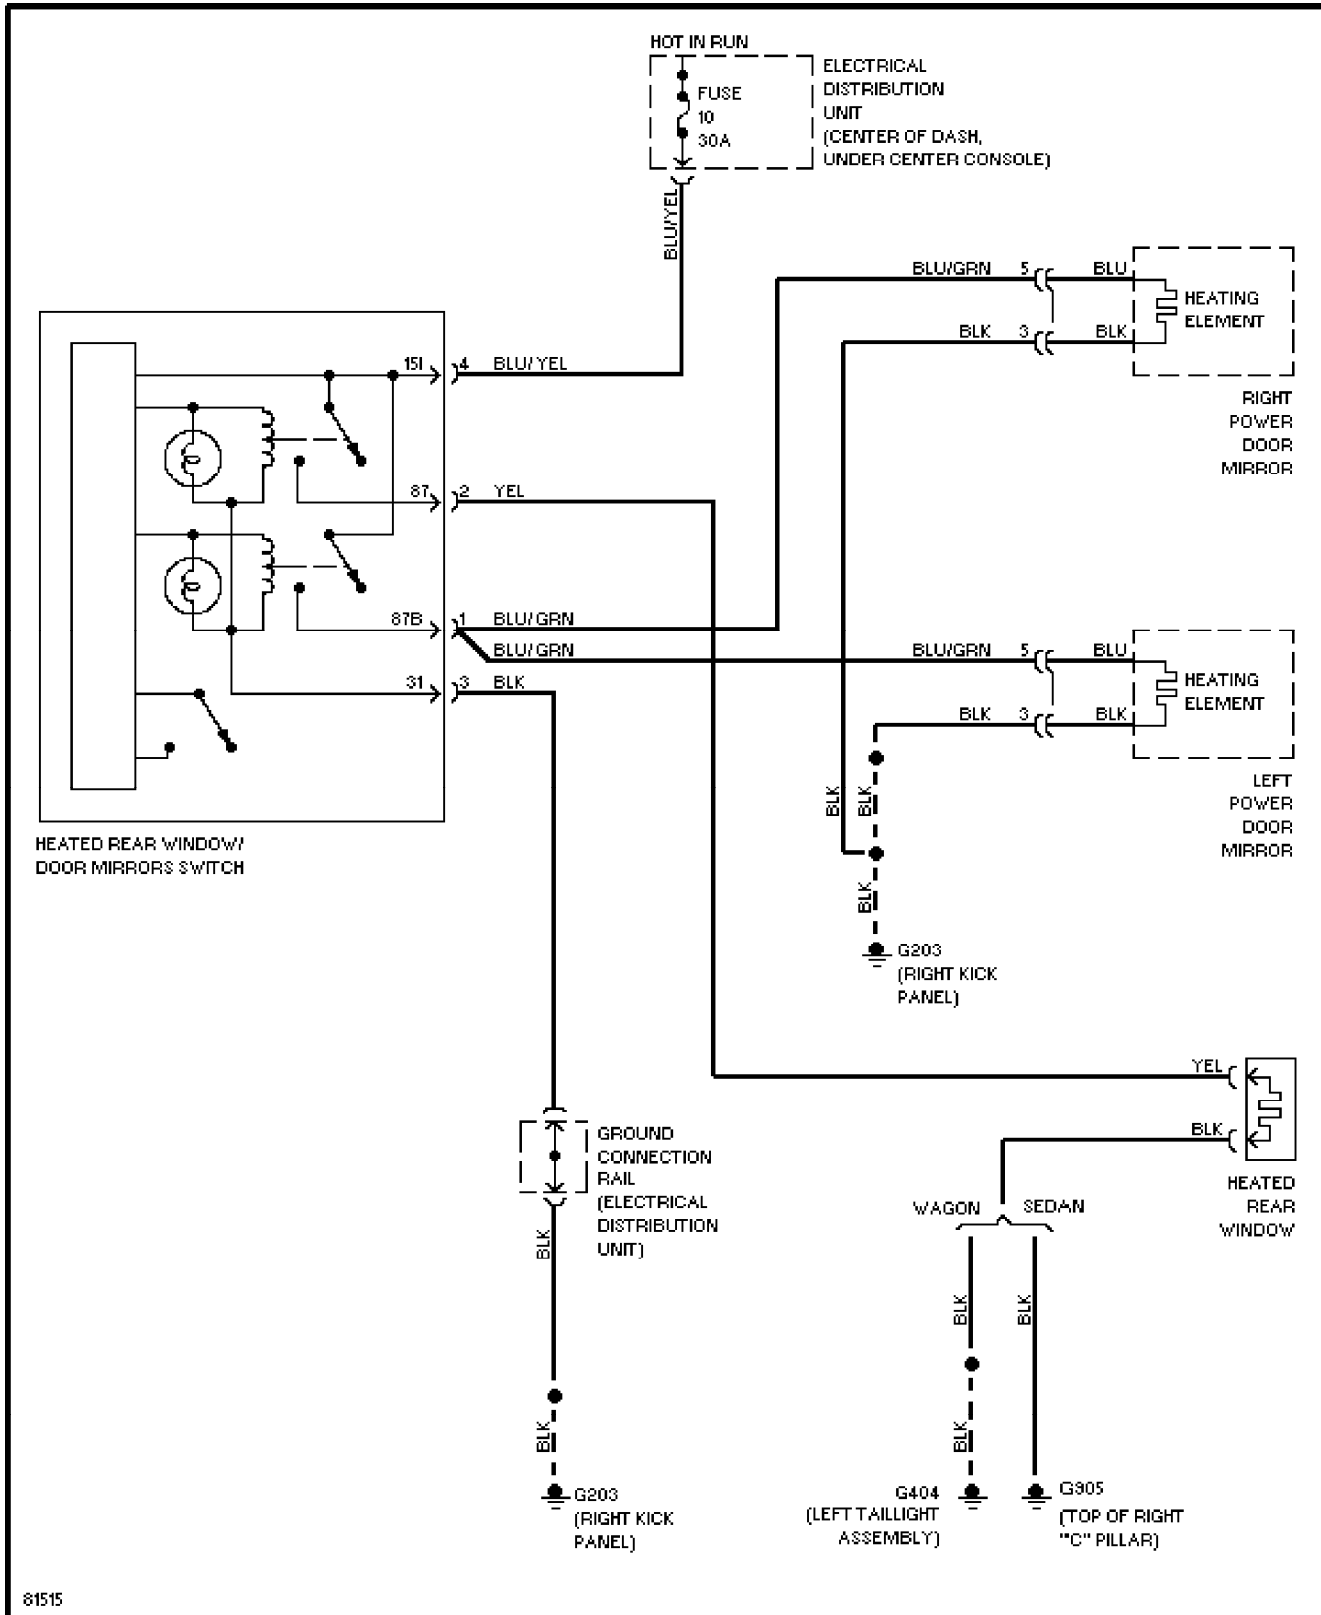 HOT IN RUN
FUSE
10
30A
ELECTRICAL
DISTRIBUTION
UNIT
(CENTER OF DASH,
UNDER CENTER CONSOLE)
BLU/YEL
BLU/GRN 5 BLU
HEATING
ELEMENT
BLK 3 BLK
RIGHT
POWER
DOOR
MIRROR
15I 4 BLU/YEL
87 2 YEL
87B 1 BLU/GRN
BLU/GRN
31 3 BLK
HEATED REAR WINDOW/
DOOR MIRRORS SWITCH
BLU/GRN 5 BLU
HEATING
ELEMENT
BLK 3 BLK
LEFT
POWER
DOOR
MIRROR
BLK
BLK
BLK
G203
(RIGHT KICK
PANEL)
YEL
BLK
HEATED
REAR
WINDOW
GROUND
CONNECTION
RAIL
(ELECTRICAL
DISTRIBUTION
UNIT)
BLK
BLK
G203
(RIGHT KICK
PANEL)
WAGON SEDAN
BLK
BLK
BLK
G404
(LEFT TAILLIGHT
ASSEMBLY)
G905
(TOP OF RIGHT
"C" PILLAR)
81515